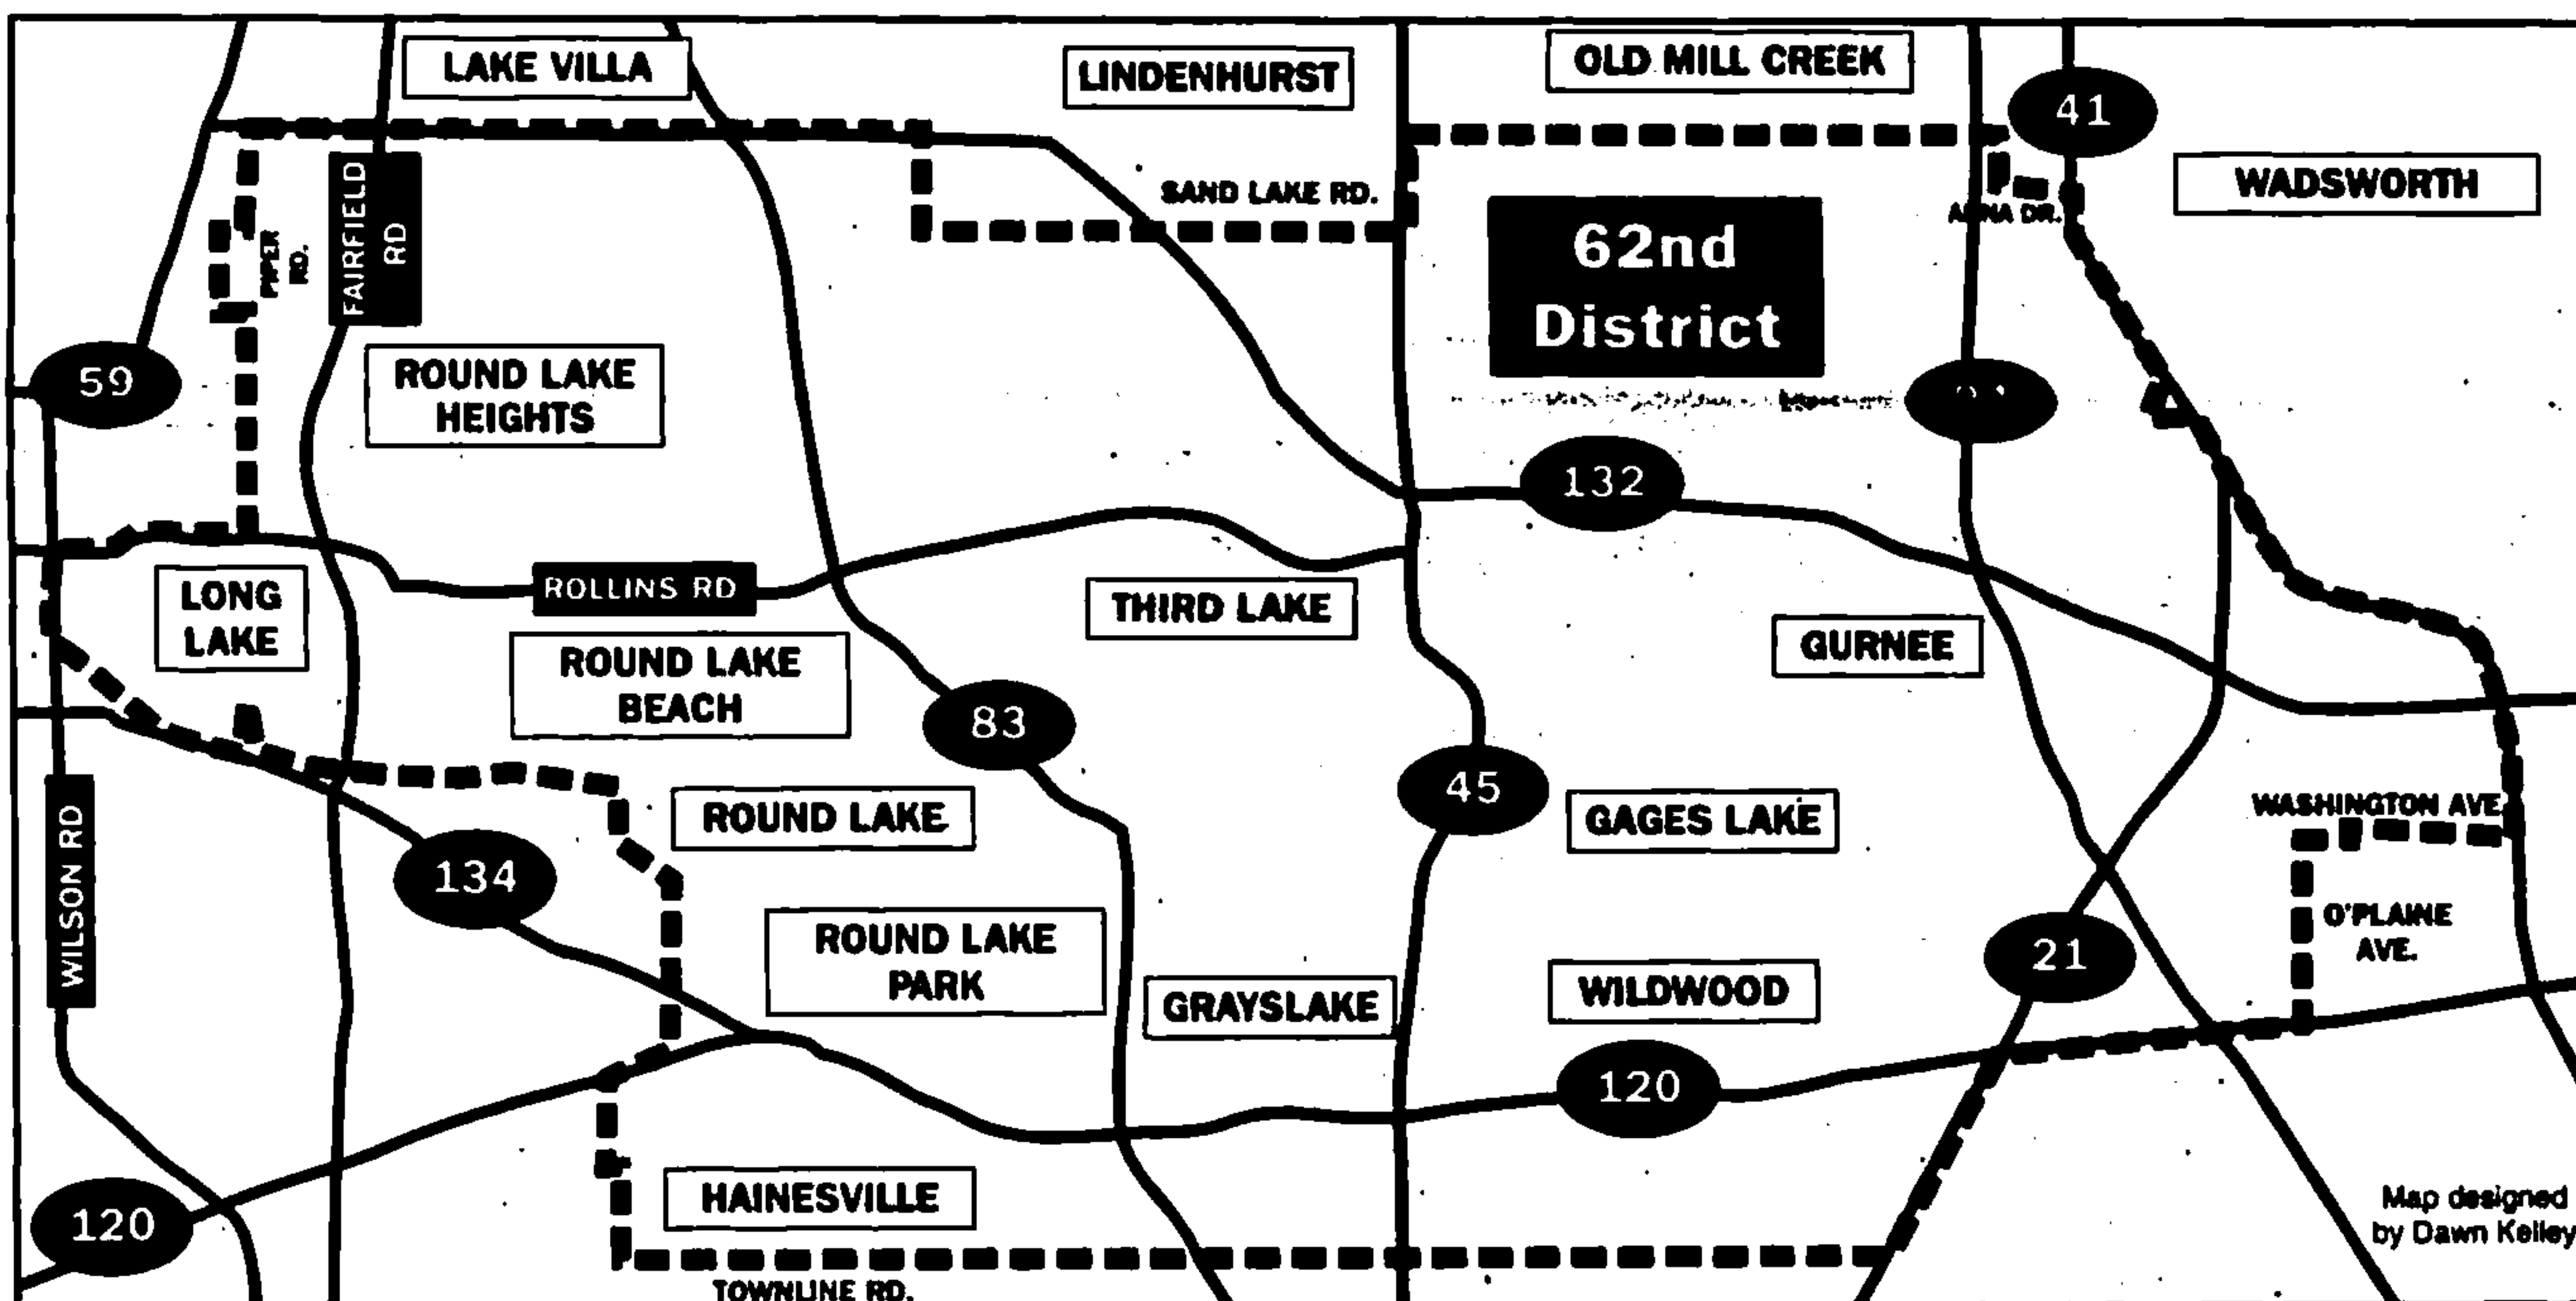 LAKE VILLA
LINDENHURST
OLD MILL CREEK
41
WADSWORTH
SAND LAKE RD.
62nd
District
FAIRFIELD
RD
PIPER
RD.
59
ROUND LAKE
HEIGHTS
132
LONG
LAKE
ROLLINS RD
THIRD LAKE
GURNEE
ROUND LAKE
BEACH
83
45
ROUND LAKE
GAGES LAKE
WASHINGTON AVE.
WILSON RD
134
ROUND LAKE
PARK
GRAYSLAKE
WILDWOOD
21
O'PLAINE
AVE.
120
120
HAINESVILLE
TOWNLINE RD.
Map designed
by Dawn Kelley